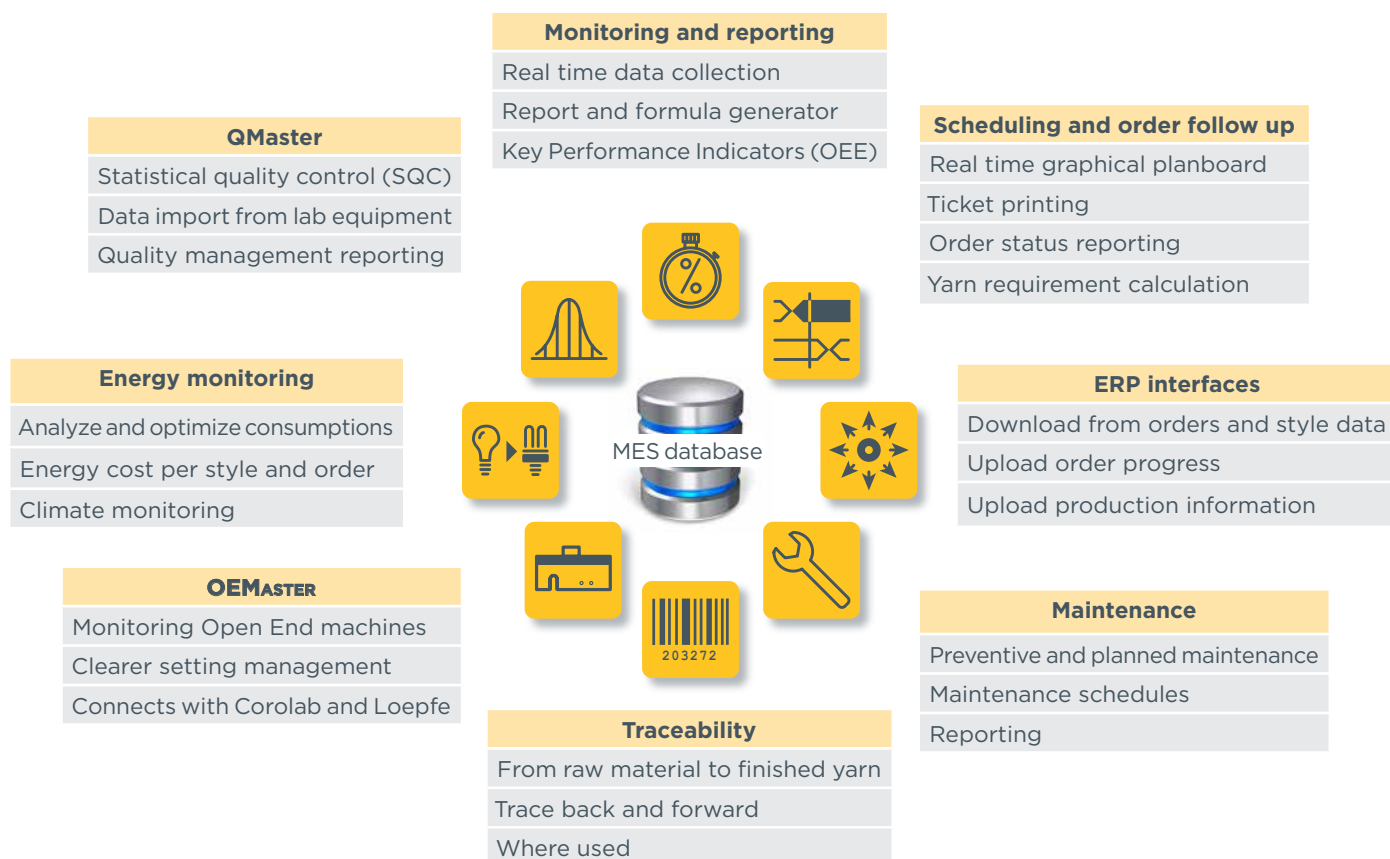 Monitoring and reporting
Real time data collection
Report and formula generator
Key Performance Indicators (OEE)
QMaster
Statistical quality control (SQC)
Data import from lab equipment
Quality management reporting
Scheduling and order follow up
Real time graphical planboard
Ticket printing
Order status reporting
Yarn requirement calculation
Energy monitoring
Analyze and optimize consumptions
Energy cost per style and order
Climate monitoring
MES database
ERP interfaces
Download from orders and style data
Upload order progress
Upload production information
OEMASTER
Monitoring Open End machines
Clearer setting management
Connects with Corolab and Loepfe
203272
Maintenance
Preventive and planned maintenance
Maintenance schedules
Reporting
Traceability
From raw material to finished yarn
Trace back and forward
Where used